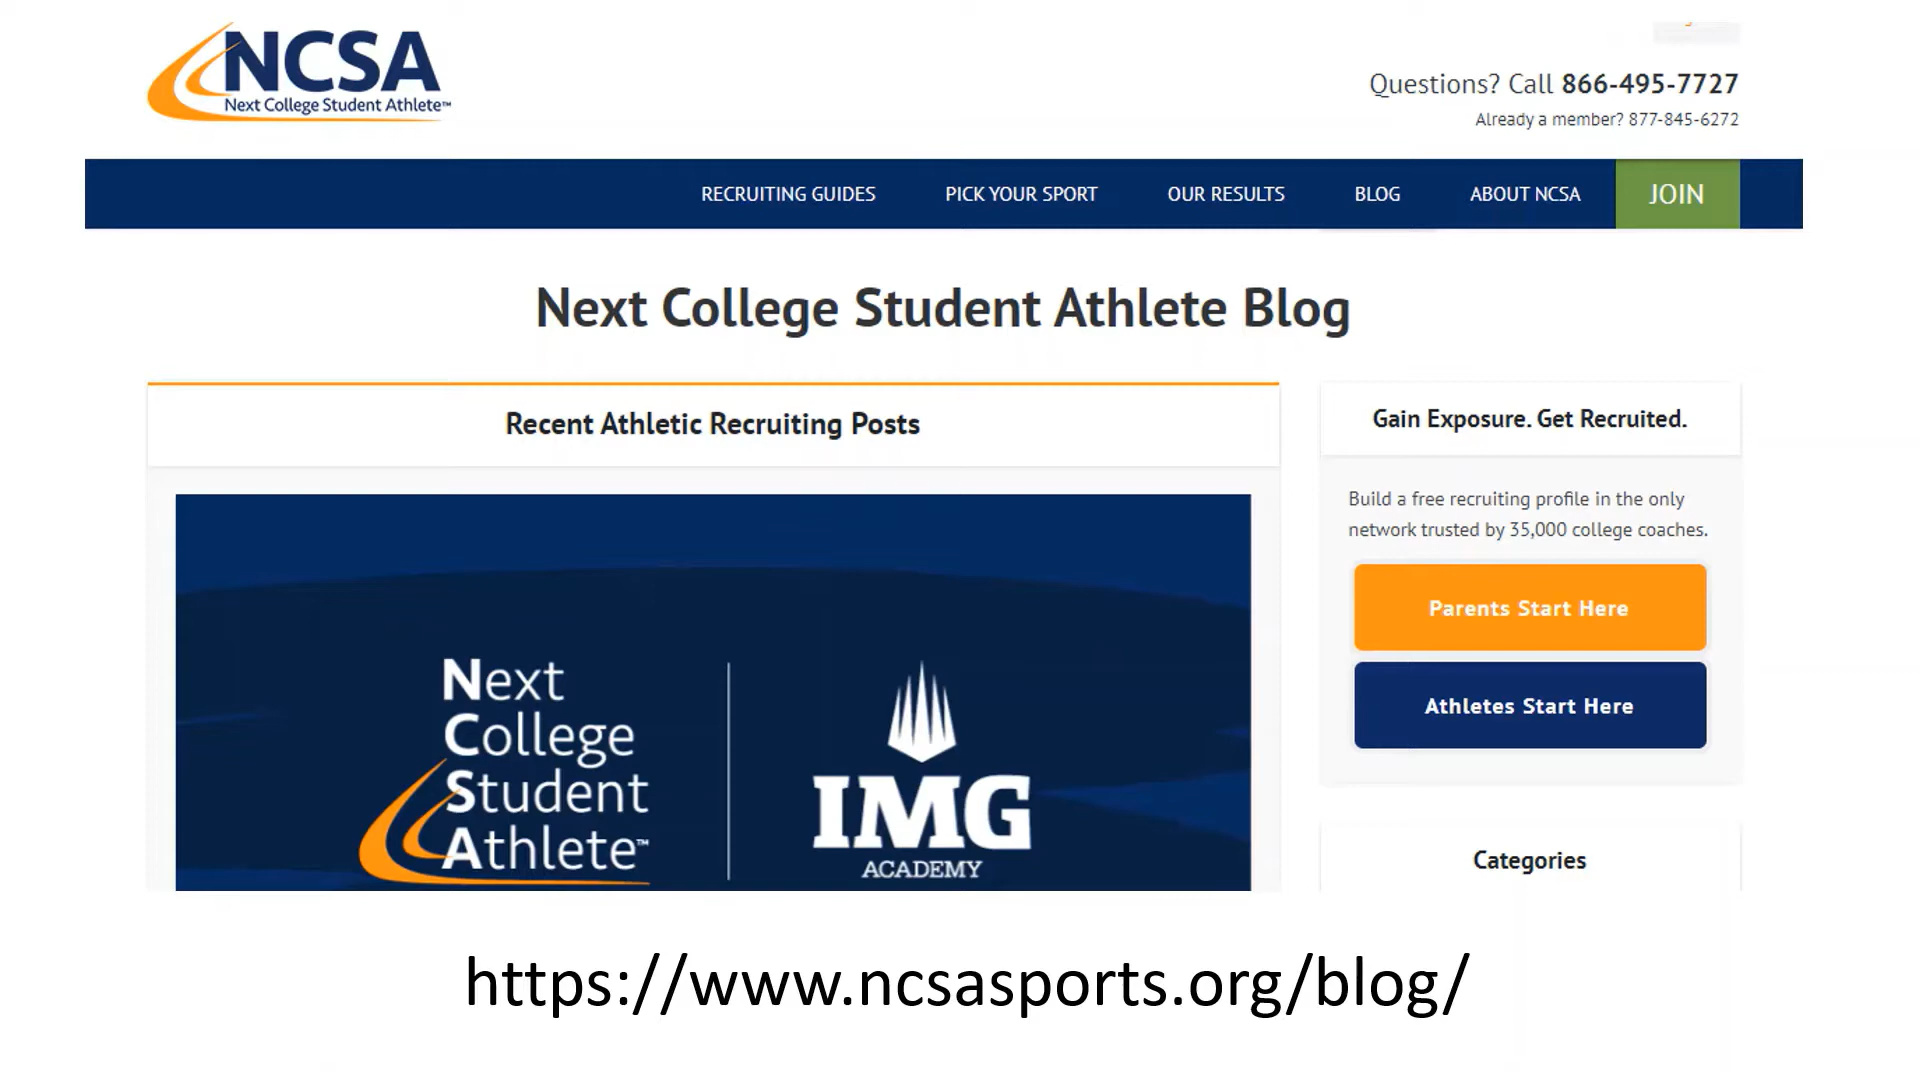 NCSA
Next College Student Athlete™
Questions? Call 866-495-7727
Already a member? 877-845-6272
RECRUITING GUIDES PICK YOUR SPORT OUR RESULTS BLOG ABOUT NCSA JOIN
Next College Student Athlete Blog
Recent Athletic Recruiting Posts
Next
College
Student
Athlete™
IMG
ACADEMY
Gain Exposure. Get Recruited.
Build a free recruiting profile in the only
network trusted by 35,000 college coaches.
Parents Start Here
Athletes Start Here
Categories
https://www.ncsasports.org/blog/